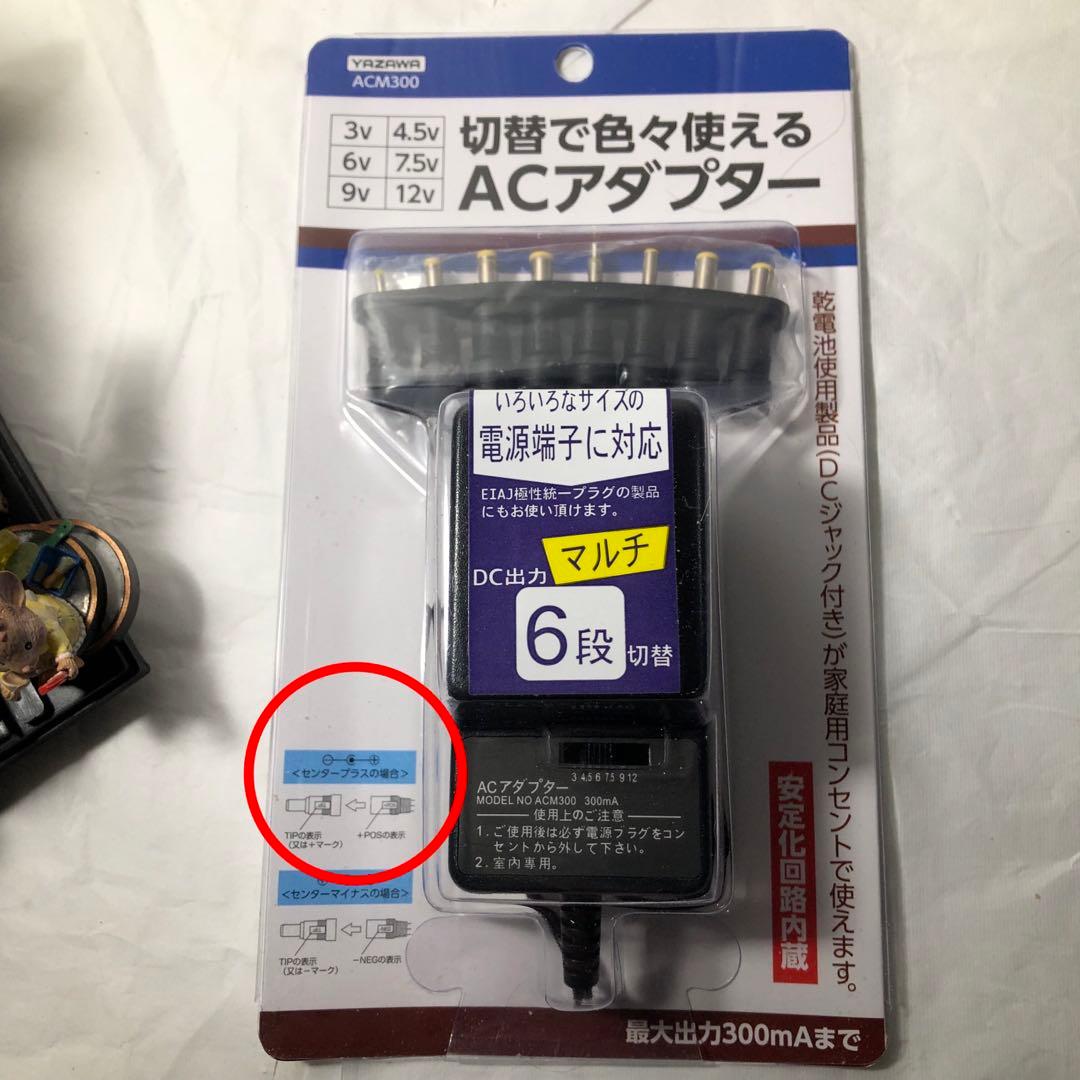 YAZAWA
ACM300
3v 4.5v
6v 7.5v
9v 12v
切替で色々使える
ACアダプター
乾電池使用製品(DCジャック付き)が家庭用コンセントで使えます。
いろいろなサイズの
電源端子に対応
EIAJ極性統一プラグの製品
にもお使い頂けます。
マルチ
DC出力
6段切替
3 4.5 6 7.5 9 12
ACアダプター
MODEL NO ACM300 300mA
使用上のご注意
1. ご使用後は必ず電源プラグをコン
セントから外して下さい。
2. 室内専用。
<センタープラスの場合>
TIPの表示
(又は+マーク)
+POSの表示
<センターマイナスの場合>
TIPの表示
(又は-マーク)
-NEGの表示
安定化回路内蔵
最大出力300mAまで